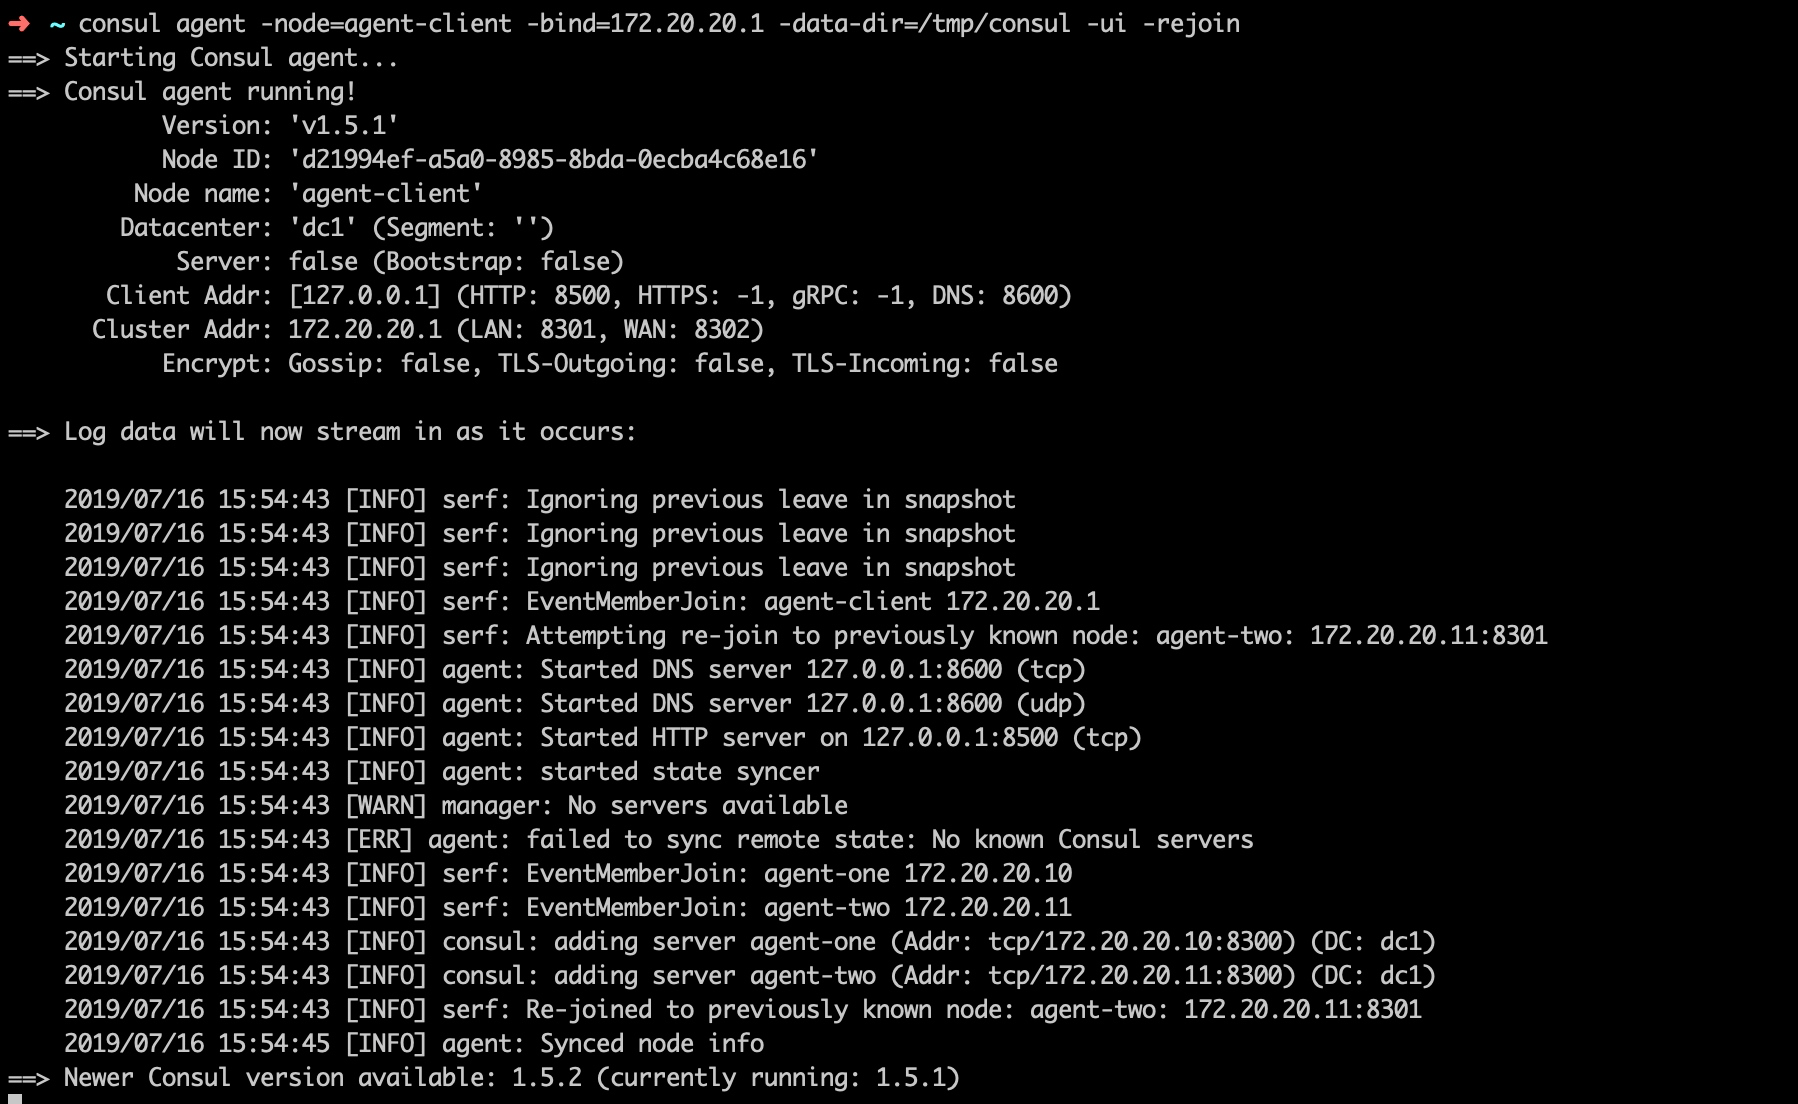 ➜ ~ consul agent -node=agent-client -bind=172.20.20.1 -data-dir=/tmp/consul -ui -rejoin
==> Starting Consul agent...
==> Consul agent running!
Version: 'v1.5.1'
Node ID: 'd21994ef-a5a0-8985-8bda-0ecba4c68e16'
Node name: 'agent-client'
Datacenter: 'dc1' (Segment: '')
Server: false (Bootstrap: false)
Client Addr: [127.0.0.1] (HTTP: 8500, HTTPS: -1, gRPC: -1, DNS: 8600)
Cluster Addr: 172.20.20.1 (LAN: 8301, WAN: 8302)
Encrypt: Gossip: false, TLS-Outgoing: false, TLS-Incoming: false
==> Log data will now stream in as it occurs:
2019/07/16 15:54:43 [INFO] serf: Ignoring previous leave in snapshot
2019/07/16 15:54:43 [INFO] serf: Ignoring previous leave in snapshot
2019/07/16 15:54:43 [INFO] serf: Ignoring previous leave in snapshot
2019/07/16 15:54:43 [INFO] serf: EventMemberJoin: agent-client 172.20.20.1
2019/07/16 15:54:43 [INFO] serf: Attempting re-join to previously known node: agent-two: 172.20.20.11:8301
2019/07/16 15:54:43 [INFO] agent: Started DNS server 127.0.0.1:8600 (tcp)
2019/07/16 15:54:43 [INFO] agent: Started DNS server 127.0.0.1:8600 (udp)
2019/07/16 15:54:43 [INFO] agent: Started HTTP server on 127.0.0.1:8500 (tcp)
2019/07/16 15:54:43 [INFO] agent: started state syncer
2019/07/16 15:54:43 [WARN] manager: No servers available
2019/07/16 15:54:43 [ERR] agent: failed to sync remote state: No known Consul servers
2019/07/16 15:54:43 [INFO] serf: EventMemberJoin: agent-one 172.20.20.10
2019/07/16 15:54:43 [INFO] serf: EventMemberJoin: agent-two 172.20.20.11
2019/07/16 15:54:43 [INFO] consul: adding server agent-one (Addr: tcp/172.20.20.10:8300) (DC: dc1)
2019/07/16 15:54:43 [INFO] consul: adding server agent-two (Addr: tcp/172.20.20.11:8300) (DC: dc1)
2019/07/16 15:54:43 [INFO] serf: Re-joined to previously known node: agent-two: 172.20.20.11:8301
2019/07/16 15:54:45 [INFO] agent: Synced node info
==> Newer Consul version available: 1.5.2 (currently running: 1.5.1)